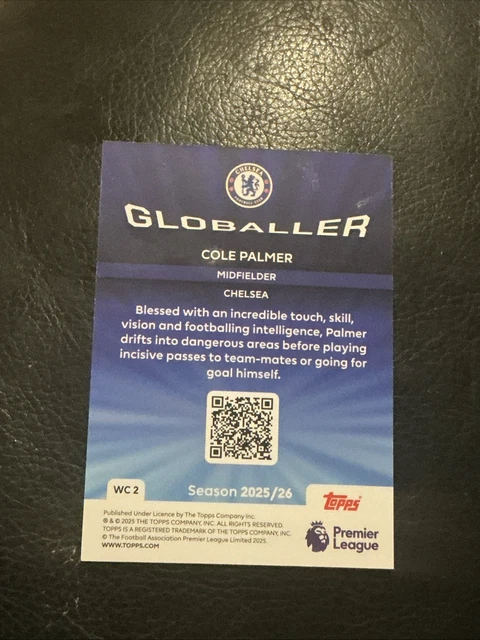 CHELSEA
FOOTBALL CLUB
GLOBALLER
COLE PALMER
MIDFIELDER
CHELSEA
Blessed with an incredible touch, skill,
vision and footballing intelligence, Palmer
drifts into dangerous areas before playing
incisive passes to team-mates or going for
goal himself.
WC 2
Season 2025/26
topps
Published Under Licence by The Topps Company Inc.
® & © 2025 THE TOPPS COMPANY, INC. ALL RIGHTS RESERVED.
TOPPS IS A REGISTERED TRADEMARK OF THE TOPPS COMPANY, INC.
© The Football Association Premier League Limited 2025.
WWW.TOPPS.COM
Premier
League